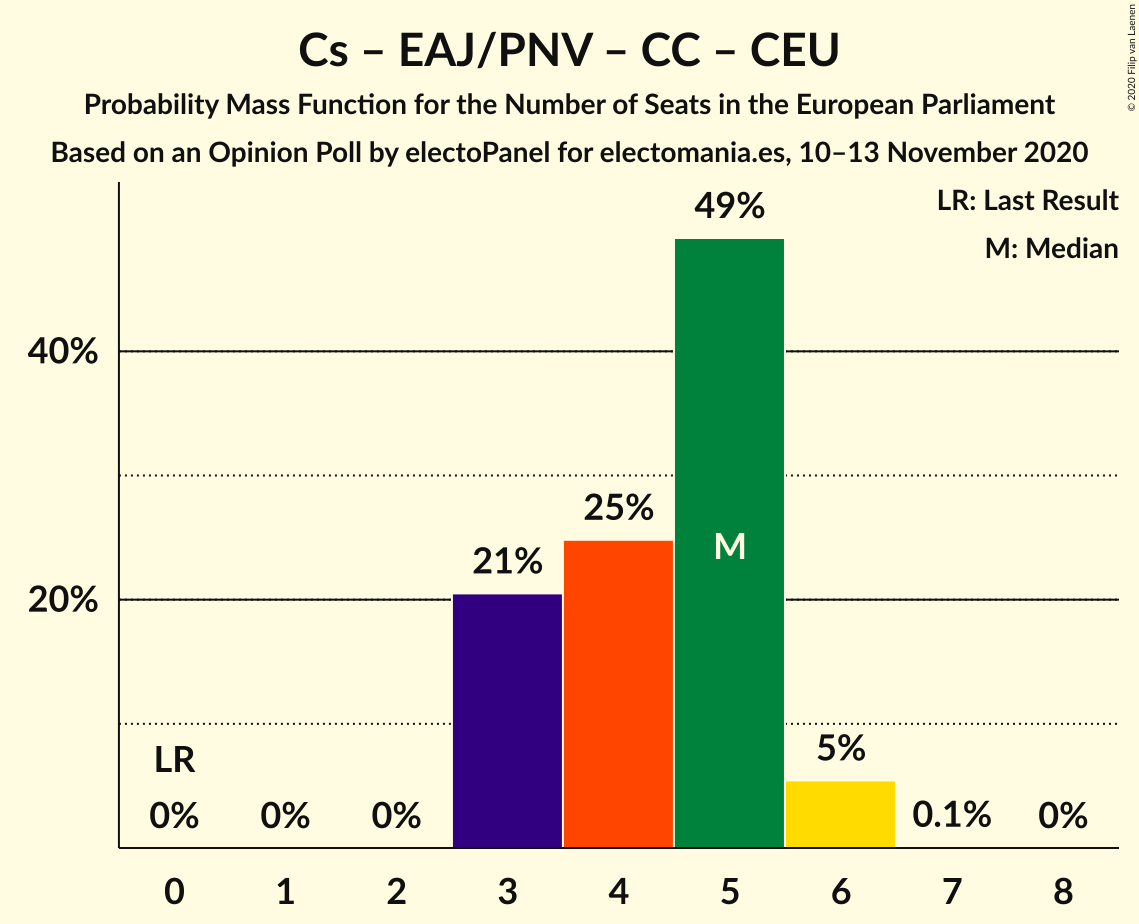 Cs – EAJ/PNV – CC – CEU
Probability Mass Function for the Number of Seats in the European Parliament
Based on an Opinion Poll by electoPanel for electomania.es, 10–13 November 2020
© 2020 Filip van Laenen
LR: Last Result
M: Median
49%
40%
25%
M
21%
20%
LR
5%
0% 0% 0% 0.1% 0%
0 1 2 3 4 5 6 7 8